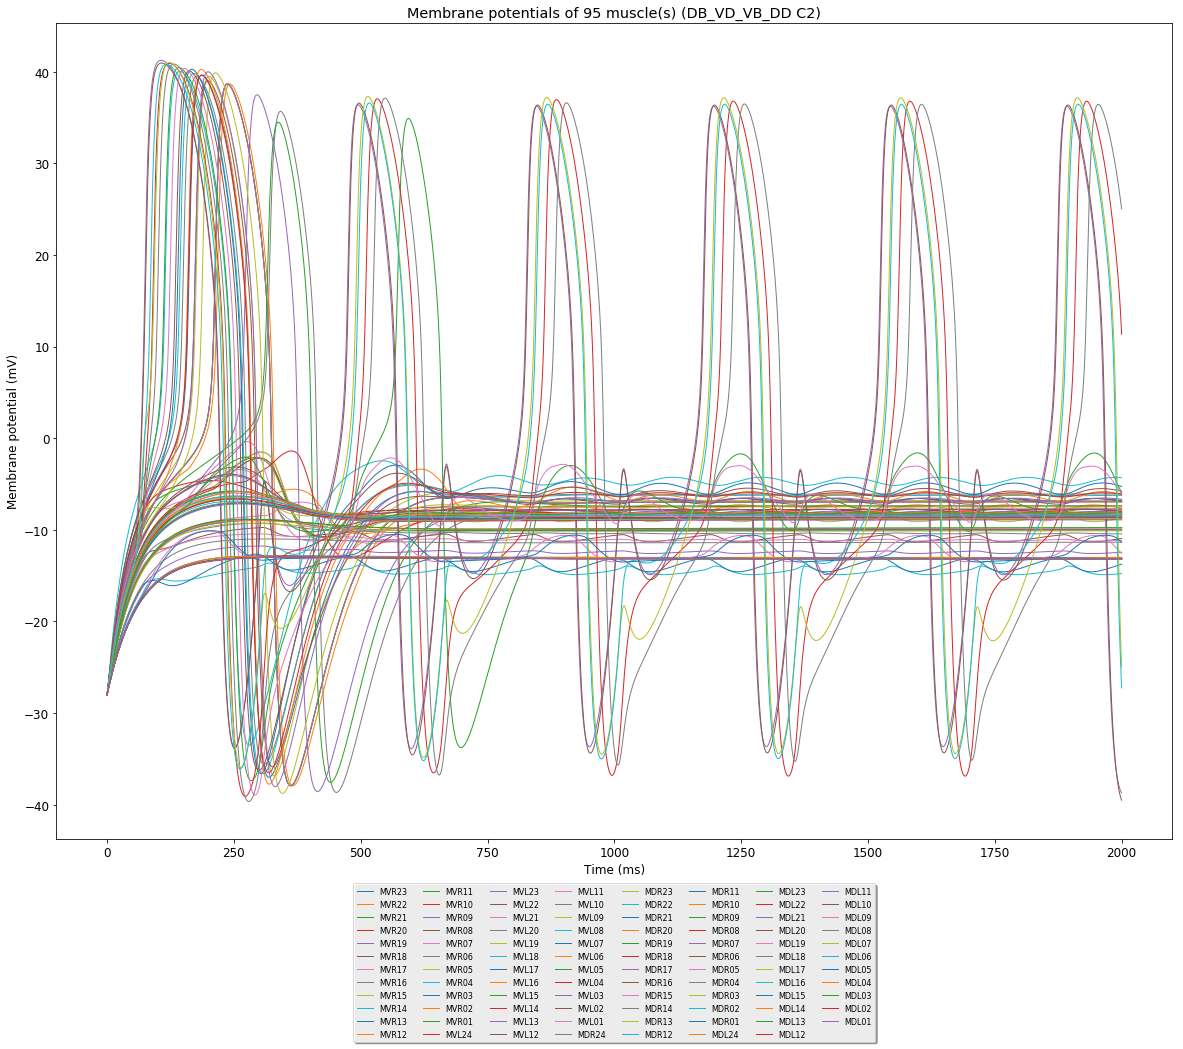 Membrane potentials of 95 muscle(s) (DB_VD_VB_DD C2)
Membrane potential (mV)
40
30
20
10
0
−10
−20
−30
−40
0 250 500 750 1000 1250 1500 1750 2000
Time (ms)
MVR23 MVR11 MVL23 MVL11 MDR23 MDR11 MDL23 MDL11
MVR22 MVR10 MVL22 MVL10 MDR22 MDR10 MDL22 MDL10
MVR21 MVR09 MVL21 MVL09 MDR21 MDR09 MDL21 MDL09
MVR20 MVR08 MVL20 MVL08 MDR20 MDR08 MDL20 MDL08
MVR19 MVR07 MVL19 MVL07 MDR19 MDR07 MDL19 MDL07
MVR18 MVR06 MVL18 MVL06 MDR18 MDR06 MDL18 MDL06
MVR17 MVR05 MVL17 MVL05 MDR17 MDR05 MDL17 MDL05
MVR16 MVR04 MVL16 MVL04 MDR16 MDR04 MDL16 MDL04
MVR15 MVR03 MVL15 MVL03 MDR15 MDR03 MDL15 MDL03
MVR14 MVR02 MVL14 MVL02 MDR14 MDR02 MDL14 MDL02
MVR13 MVR01 MVL13 MVL01 MDR13 MDR01 MDL13 MDL01
MVR12 MVL24 MVL12 MDR24 MDR12 MDL24 MDL12